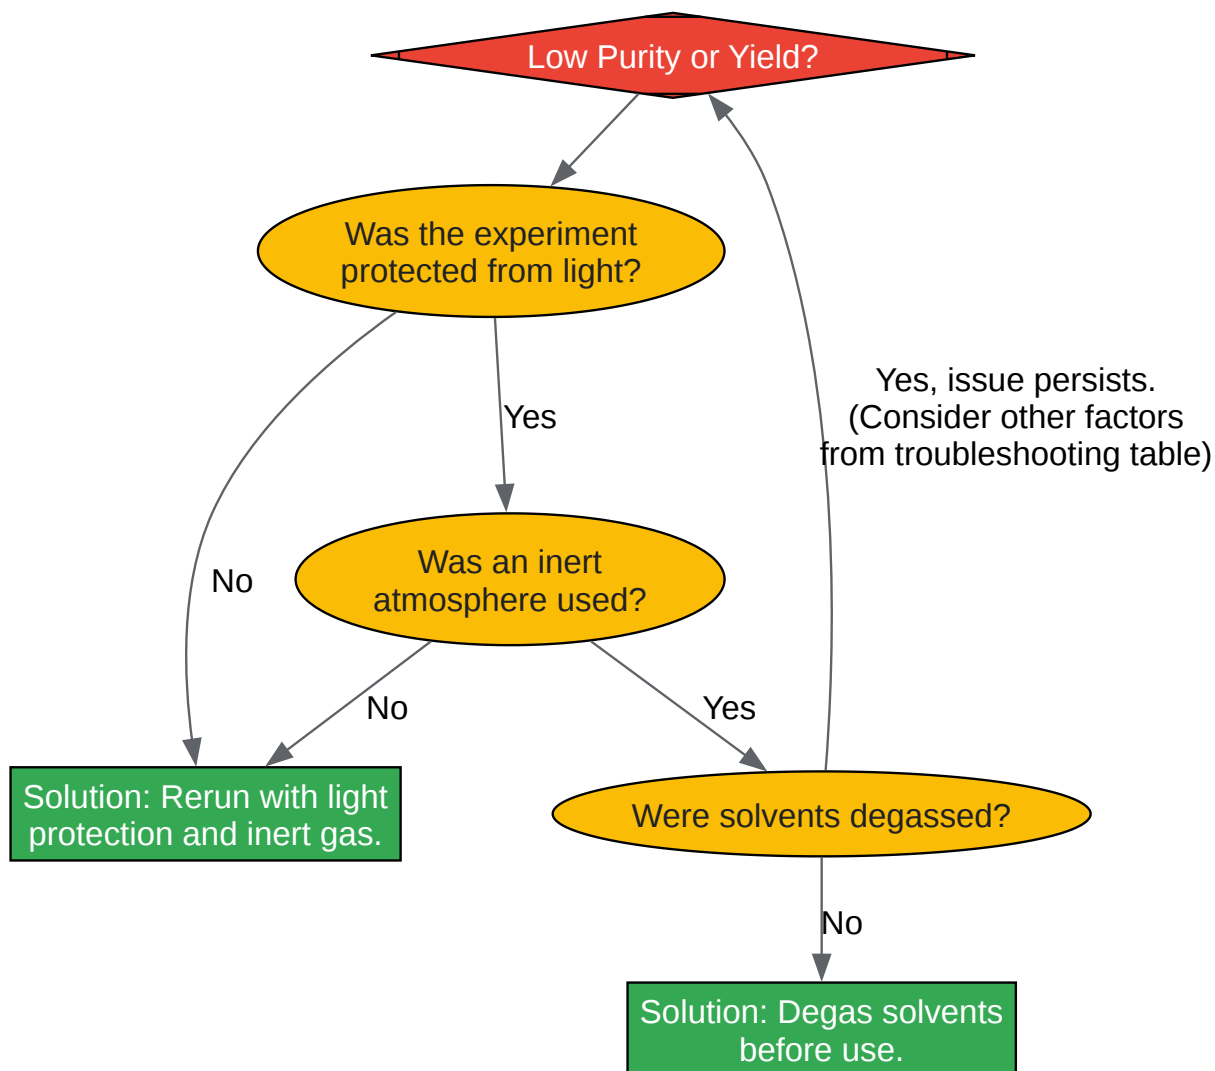 Low Purity or Yield?
Was the experiment
protected from light?
Yes, issue persists.
(Consider other factors
from troubleshooting table)
Yes
Was an inert
atmosphere used?
No
No
Yes
Solution: Rerun with light
protection and inert gas.
Were solvents degassed?
No
Solution: Degas solvents
before use.